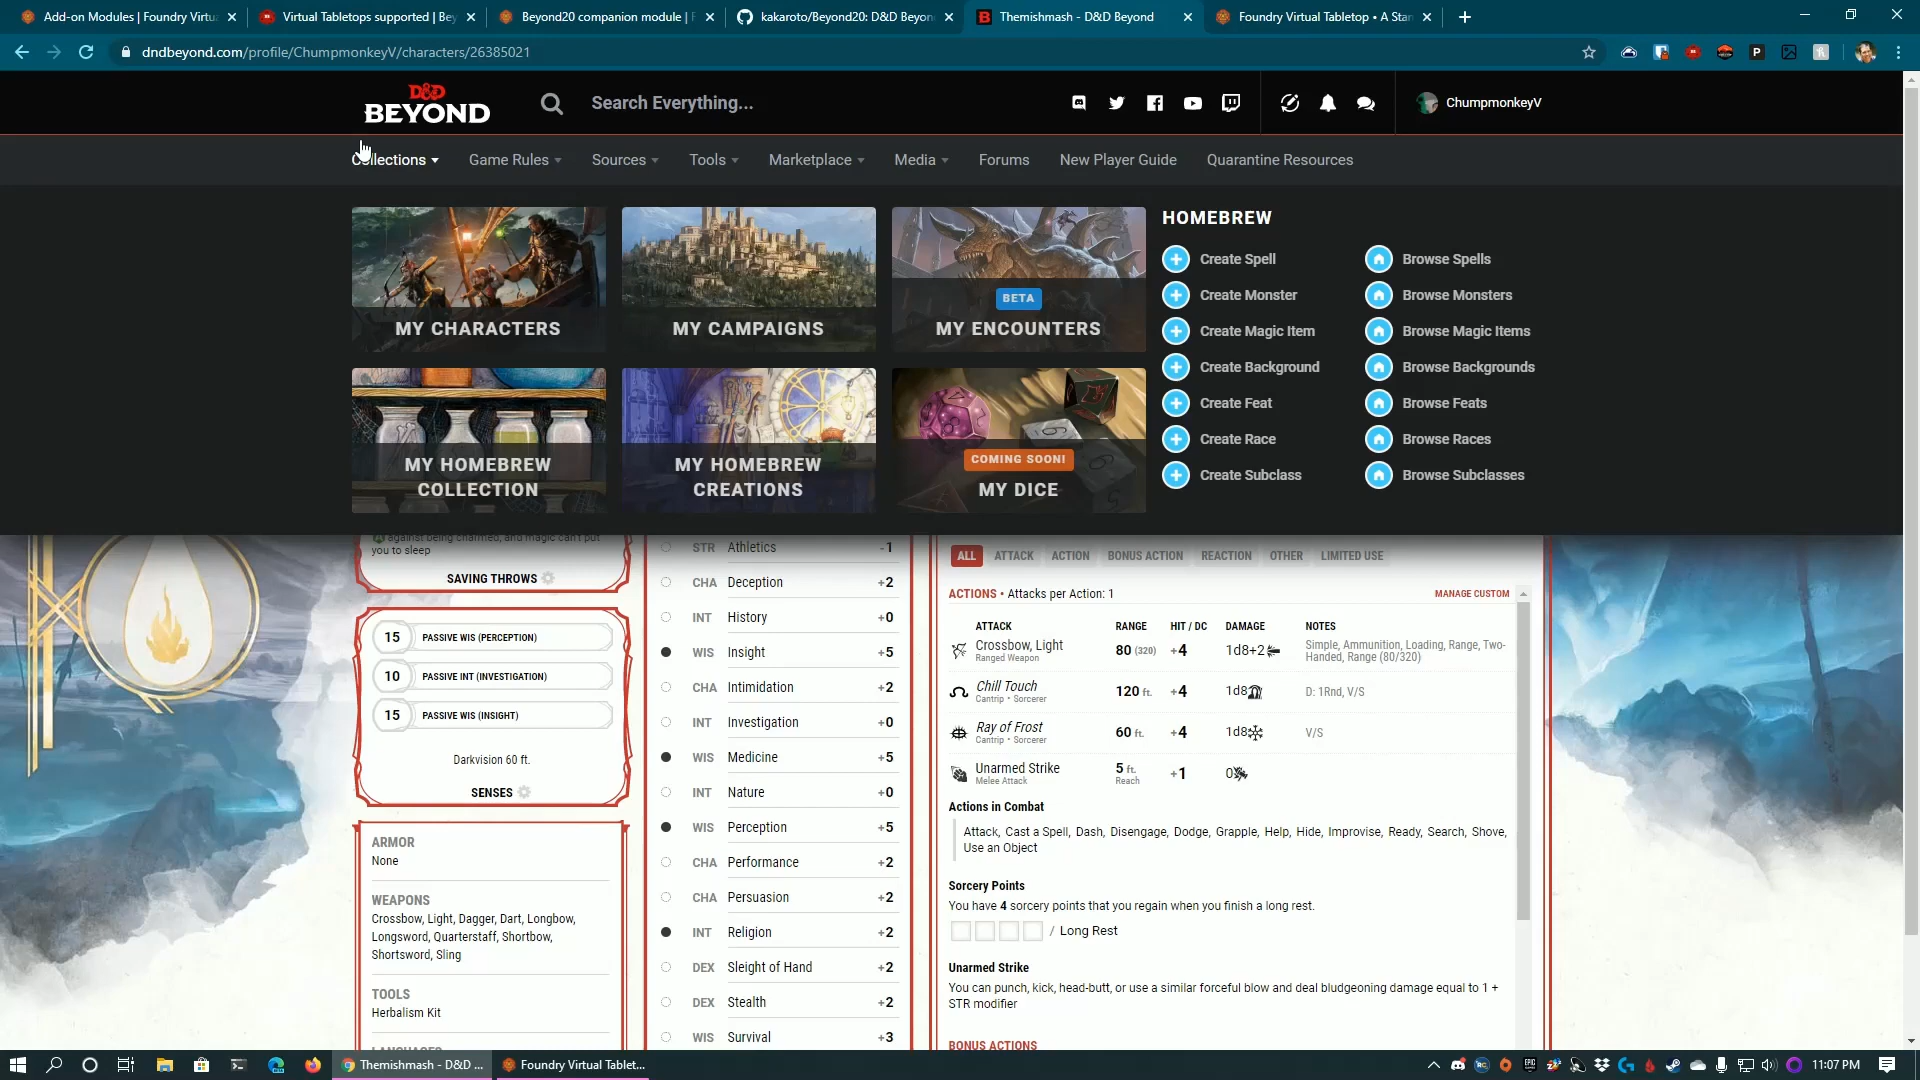 Add-on Modules | Foundry Virtu
Virtual Tabletops supported | Bey
Beyond20 companion module | F
kakaroto/Beyond20: D&D Beyon
Themishmash - D&D Beyond
Foundry Virtual Tabletop • A Stan
dndbeyond.com/profile/ChumpmonkeyV/characters/26385021
D&D
BEYOND
Search Everything...
ChumpmonkeyV
Collections
Game Rules
Sources
Tools
Marketplace
Media
Forums
New Player Guide
Quarantine Resources
MY CHARACTERS
MY CAMPAIGNS
BETA
MY ENCOUNTERS
MY HOMEBREW
COLLECTION
MY HOMEBREW
CREATIONS
COMING SOON!
MY DICE
HOMEBREW
Create Spell
Browse Spells
Create Monster
Browse Monsters
Create Magic Item
Browse Magic Items
Create Background
Browse Backgrounds
Create Feat
Browse Feats
Create Race
Browse Races
Create Subclass
Browse Subclasses
against being charmed, and magic can't put
you to sleep
SAVING THROWS
15 PASSIVE WIS (PERCEPTION)
10 PASSIVE INT (INVESTIGATION)
15 PASSIVE WIS (INSIGHT)
Darkvision 60 ft.
SENSES
ARMOR
None
WEAPONS
Crossbow, Light, Dagger, Dart, Longbow,
Longsword, Quarterstaff, Shortbow,
Shortsword, Sling
TOOLS
Herbalism Kit
LANGUAGES
STR Athletics -1
CHA Deception +2
INT History +0
WIS Insight +5
CHA Intimidation +2
INT Investigation +0
WIS Medicine +5
INT Nature +0
WIS Perception +5
CHA Performance +2
CHA Persuasion +2
INT Religion +2
DEX Sleight of Hand +2
DEX Stealth +2
WIS Survival +3
ALL ATTACK ACTION BONUS ACTION REACTION OTHER LIMITED USE
ACTIONS • Attacks per Action: 1
MANAGE CUSTOM
ATTACK RANGE HIT / DC DAMAGE NOTES
Crossbow, Light
Ranged Weapon
80 (320) +4 1d8+2
Simple, Ammunition, Loading, Range, Two-
Handed, Range (80/320)
Chill Touch
Cantrip • Sorcerer
120 ft. +4 1d8 D: 1Rnd, V/S
Ray of Frost
Cantrip • Sorcerer
60 ft. +4 1d8 V/S
Unarmed Strike
Melee Attack
5 ft.
Reach
+1 0
Actions in Combat
Attack, Cast a Spell, Dash, Disengage, Dodge, Grapple, Help, Hide, Improvise, Ready, Search, Shove,
Use an Object
Sorcery Points
You have 4 sorcery points that you regain when you finish a long rest.
/ Long Rest
Unarmed Strike
You can punch, kick, head-butt, or use a similar forceful blow and deal bludgeoning damage equal to 1 +
STR modifier
BONUS ACTIONS
Themishmash - D&D ...
Foundry Virtual Tablet...
11:07 PM